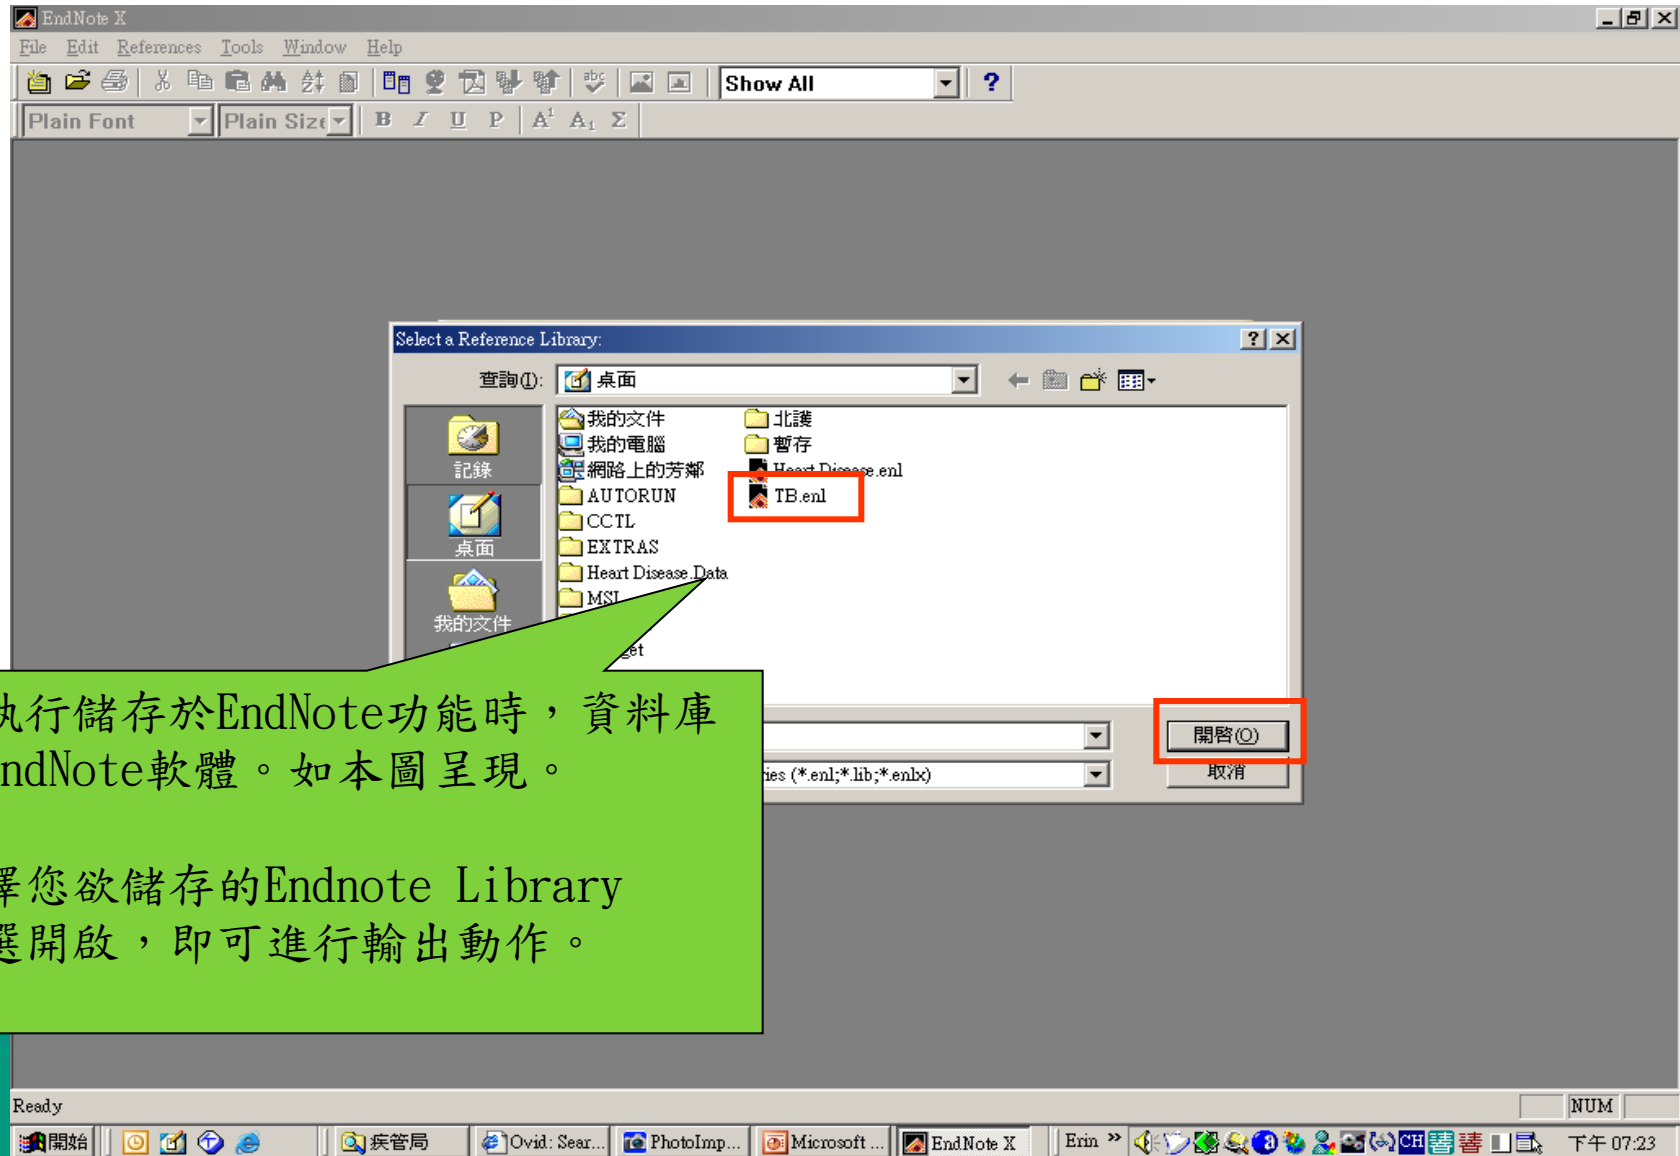 EndNote X
File Edit References Tools Window Help
Show All
?
Plain Font Plain Size B I U P A¹ A₁ Σ
Select a Reference Library:
查詢(I): 桌面
記錄
桌面
我的文件
我的文件 北護
我的電腦 暫存
網路上的芳鄰 Heart Disease.enl
AUTORUN TB.enl
CCTL
EXTRAS
Heart Disease.Data
MSI
get
開啓(O)
ries (*.enl;*.lib;*.enlx) 取消
執行儲存於EndNote功能時，資料庫
ndNote軟體。如本圖呈現。
擇您欲儲存的Endnote Library
選開啟，即可進行輸出動作。
Ready NUM
開始 疾管局 Ovid: Sear... PhotoImp... Microsoft ... EndNote X Erin » CH 下午 07:23